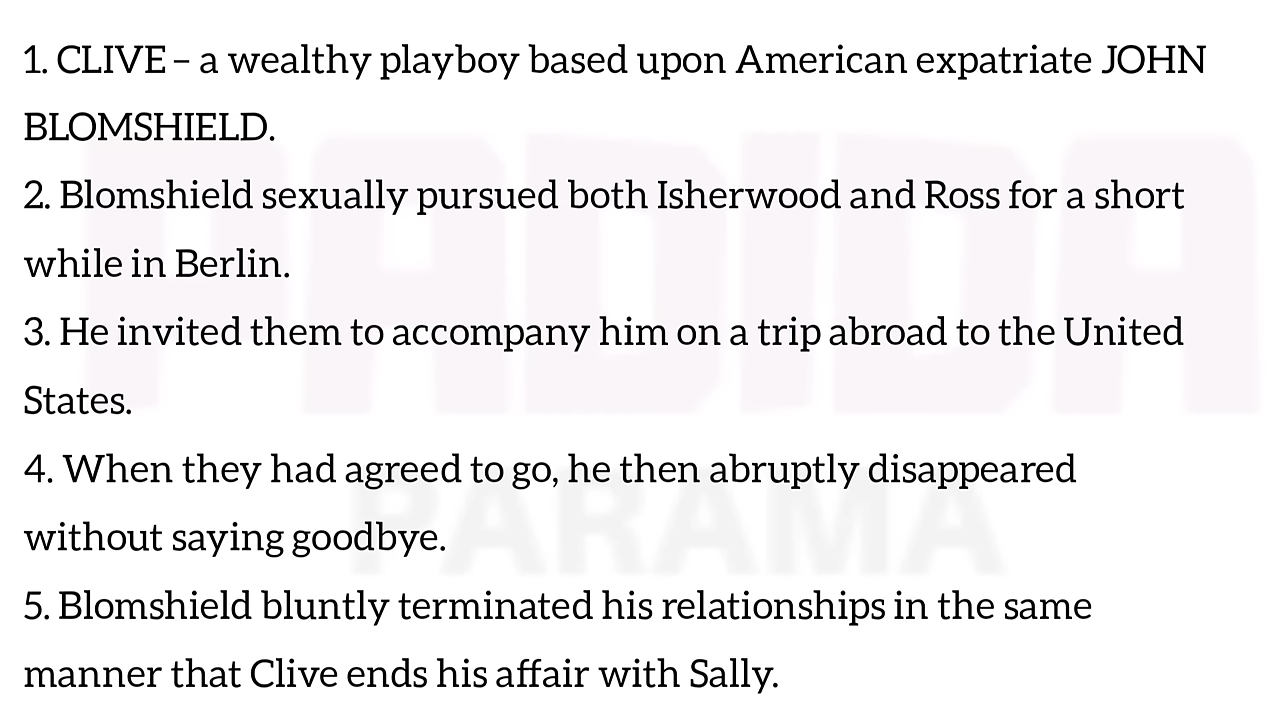 1. CLIVE – a wealthy playboy based upon American expatriate JOHN
BLOMSHIELD.
2. Blomshield sexually pursued both Isherwood and Ross for a short
while in Berlin.
3. He invited them to accompany him on a trip abroad to the United
States.
4. When they had agreed to go, he then abruptly disappeared
without saying goodbye.
5. Blomshield bluntly terminated his relationships in the same
manner that Clive ends his affair with Sally.
PADIDA
PARAMA